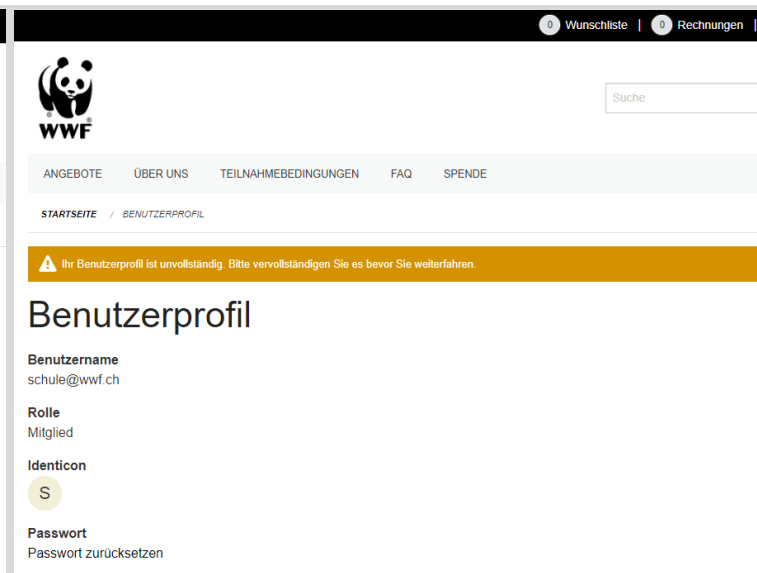 0 Wunschliste | 0 Rechnungen |
WWF
Suche
ANGEBOTE ÜBER UNS TEILNAHMEBEDINGUNGEN FAQ SPENDE
STARTSEITE / BENUTZERPROFIL
Ihr Benutzerprofil ist unvollständig. Bitte vervollständigen Sie es bevor Sie weiterfahren.
Benutzerprofil
Benutzername
schule@wwf.ch
Rolle
Mitglied
Identicon
S
Passwort
Passwort zurücksetzen